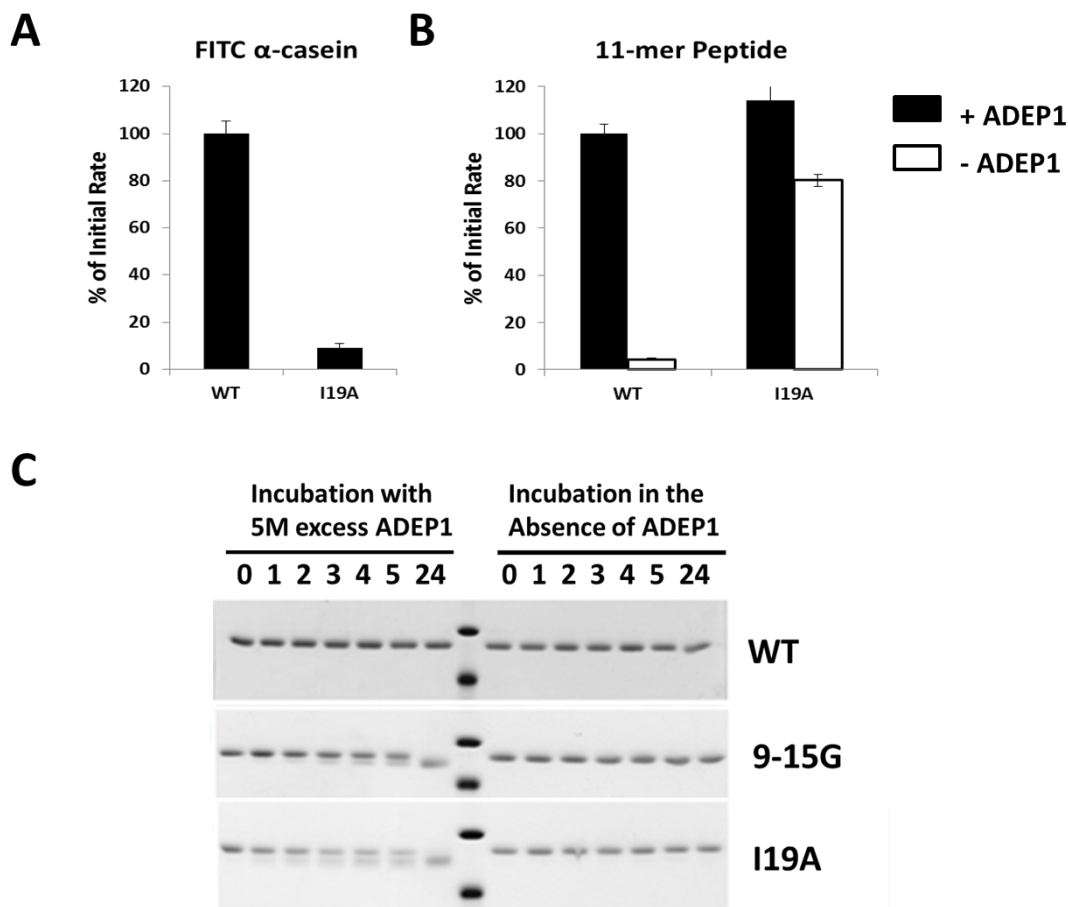 A
FITC α-casein
% of Initial Rate
120
100
80
60
40
20
0
WT
I19A
B
11-mer Peptide
% of Initial Rate
120
100
80
60
40
20
0
WT
I19A
+ ADEP1
- ADEP1
C
Incubation with
5M excess ADEP1
Incubation in the
Absence of ADEP1
0 1 2 3 4 5 24
0 1 2 3 4 5 24
WT
9-15G
I19A